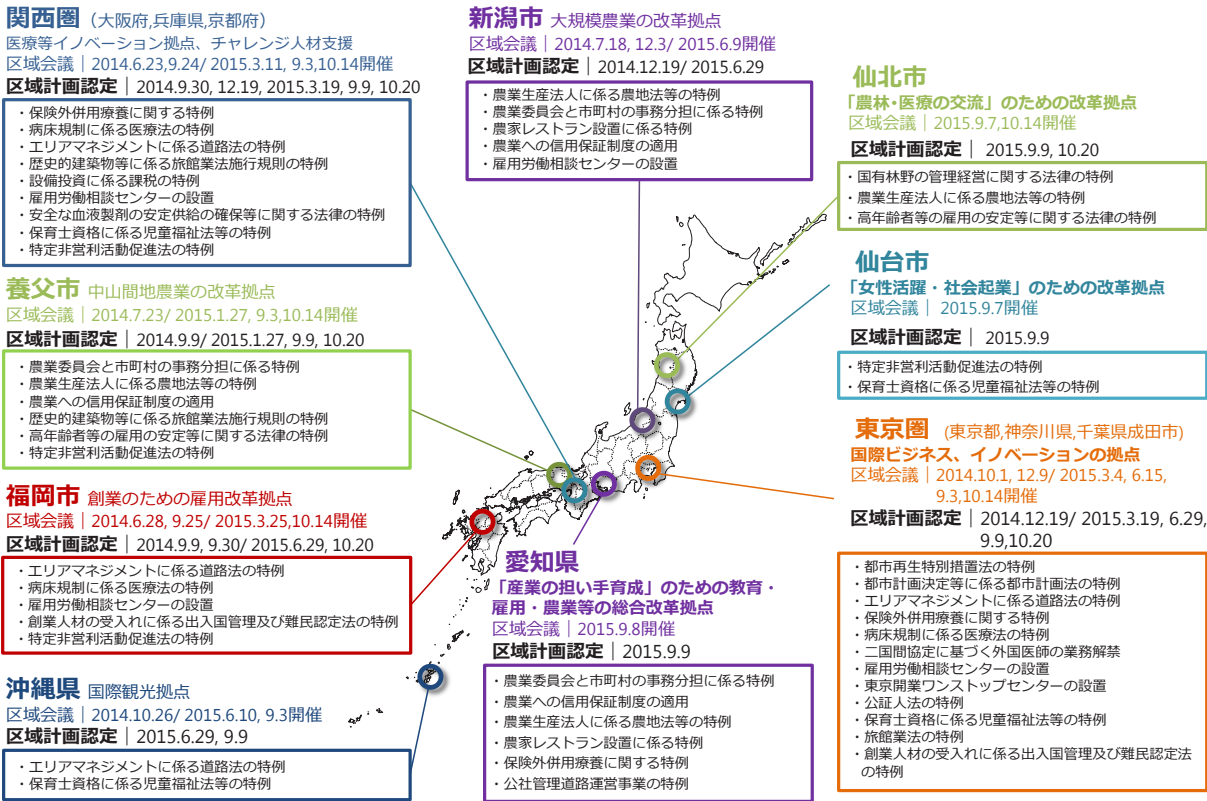 関西圏（大阪府,兵庫県,京都府）
医療等イノベーション拠点、チャレンジ人材支援
区域会議｜2014.6.23,9.24/ 2015.3.11, 9.3,10.14開催
区域計画認定｜2014.9.30, 12.19, 2015.3.19, 9.9, 10.20
・保険外併用療養に関する特例
・病床規制に係る医療法の特例
・エリアマネジメントに係る道路法の特例
・歴史的建築物等に係る旅館業法施行規則の特例
・設備投資に係る課税の特例
・雇用労働相談センターの設置
・安全な血液製剤の安定供給の確保等に関する法律の特例
・保育士資格に係る児童福祉法等の特例
・特定非営利活動促進法の特例
養父市 中山間地農業の改革拠点
区域会議｜2014.7.23/ 2015.1.27, 9.3,10.14開催
区域計画認定｜2014.9.9/ 2015.1.27, 9.9, 10.20
・農業委員会と市町村の事務分担に係る特例
・農業生産法人に係る農地法等の特例
・農業への信用保証制度の適用
・歴史的建築物等に係る旅館業法施行規則の特例
・高年齢者等の雇用の安定等に関する法律の特例
・特定非営利活動促進法の特例
福岡市 創業のための雇用改革拠点
区域会議｜2014.6.28, 9.25/ 2015.3.25,10.14開催
区域計画認定｜2014.9.9, 9.30/ 2015.6.29, 10.20
・エリアマネジメントに係る道路法の特例
・病床規制に係る医療法の特例
・雇用労働相談センターの設置
・創業人材の受入れに係る出入国管理及び難民認定法の特例
・特定非営利活動促進法の特例
沖縄県 国際観光拠点
区域会議｜2014.10.26/ 2015.6.10, 9.3開催
区域計画認定｜2015.6.29, 9.9
・エリアマネジメントに係る道路法の特例
・保育士資格に係る児童福祉法等の特例
新潟市 大規模農業の改革拠点
区域会議｜2014.7.18, 12.3/ 2015.6.9開催
区域計画認定｜2014.12.19/ 2015.6.29
・農業生産法人に係る農地法等の特例
・農業委員会と市町村の事務分担に係る特例
・農家レストラン設置に係る特例
・農業への信用保証制度の適用
・雇用労働相談センターの設置
愛知県
「産業の担い手育成」のための教育・
雇用・農業等の総合改革拠点
区域会議｜2015.9.8開催
区域計画認定｜2015.9.9
・農業委員会と市町村の事務分担に係る特例
・農業への信用保証制度の適用
・農業生産法人に係る農地法等の特例
・農家レストラン設置に係る特例
・保険外併用療養に関する特例
・公社管理道路運営事業の特例
仙北市
「農林・医療の交流」のための改革拠点
区域会議｜2015.9.7,10.14開催
区域計画認定｜ 2015.9.9, 10.20
・国有林野の管理経営に関する法律の特例
・農業生産法人に係る農地法等の特例
・高年齢者等の雇用の安定等に関する法律の特例
仙台市
「女性活躍・社会起業」のための改革拠点
区域会議｜ 2015.9.7開催
区域計画認定｜ 2015.9.9
・特定非営利活動促進法の特例
・保育士資格に係る児童福祉法等の特例
東京圏 (東京都,神奈川県,千葉県成田市)
国際ビジネス、イノベーションの拠点
区域会議｜2014.10.1, 12.9/ 2015.3.4, 6.15,
9.3,10.14開催
区域計画認定｜2014.12.19/ 2015.3.19, 6.29,
9.9,10.20
・都市再生特別措置法の特例
・都市計画決定等に係る都市計画法の特例
・エリアマネジメントに係る道路法の特例
・保険外併用療養に関する特例
・病床規制に係る医療法の特例
・二国間協定に基づく外国医師の業務解禁
・雇用労働相談センターの設置
・東京開業ワンストップセンターの設置
・公証人法の特例
・保育士資格に係る児童福祉法等の特例
・旅館業法の特例
・創業人材の受入れに係る出入国管理及び難民認定法
の特例